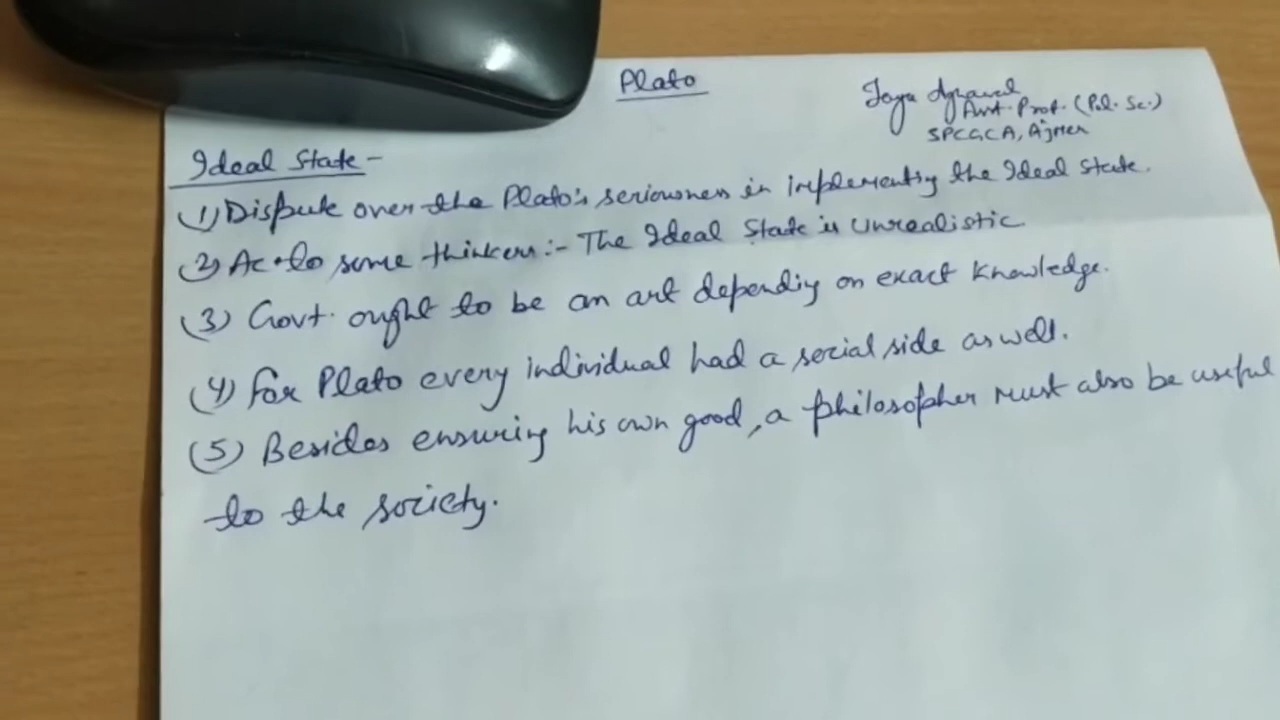 Plato
Jaya Agrawal
Asst. Prof. (Pol. Sc.)
SPCGCA, Ajmer
Ideal State -
(1) Dispute over the Plato's seriousness in implementing the Ideal State.
(2) Ac. to some thinkers :- The Ideal State is Unrealistic
(3) Govt. ought to be an art depending on exact Knowledge.
(4) For Plato every individual had a social side as well.
(5) Besides ensuring his own good, a philosopher must also be useful
to the society.